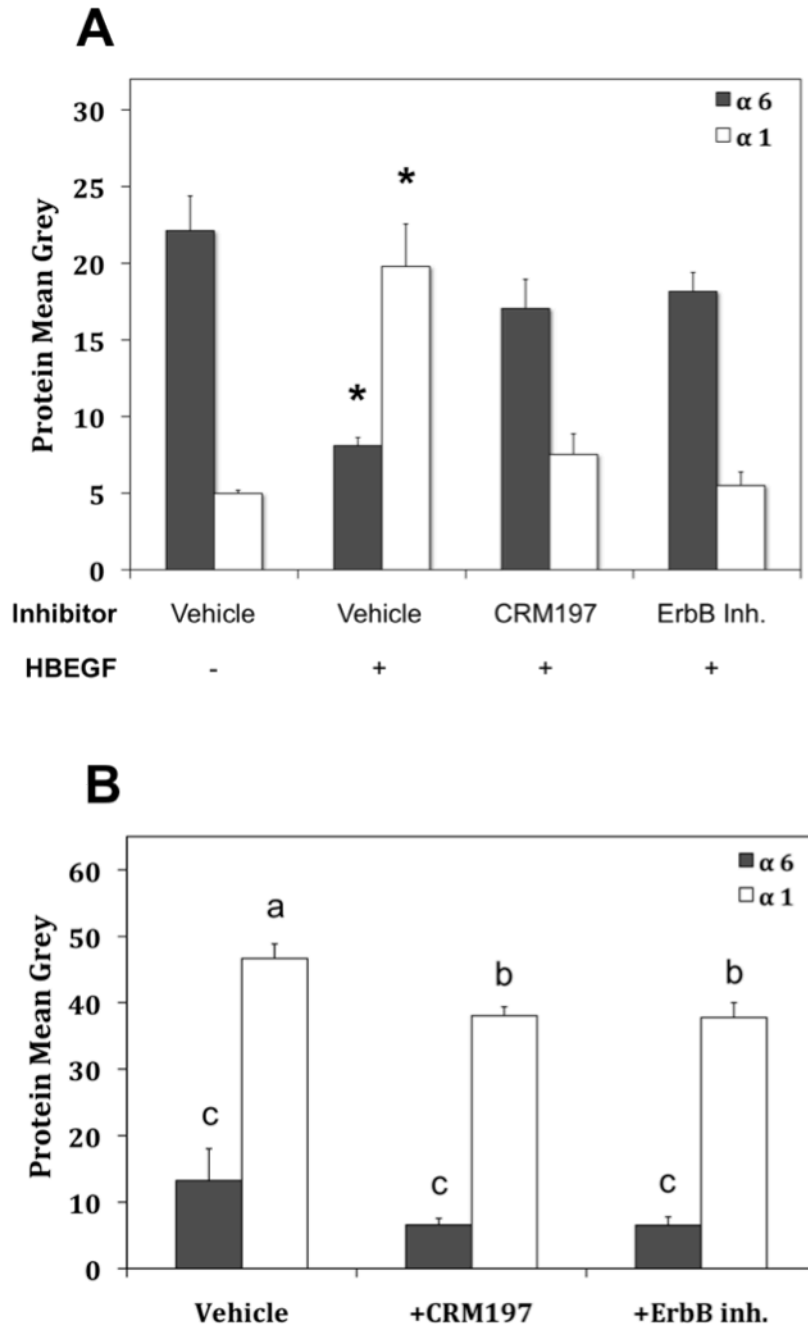 A
α 6
α 1
30
25
20
15
10
5
0
Protein Mean Grey
*
*
Inhibitor Vehicle Vehicle CRM197 ErbB Inh.
HBEGF - + + +
B
α 6
α 1
60
50
40
30
20
10
0
Protein Mean Grey
c a c b c b
Vehicle +CRM197 +ErbB inh.